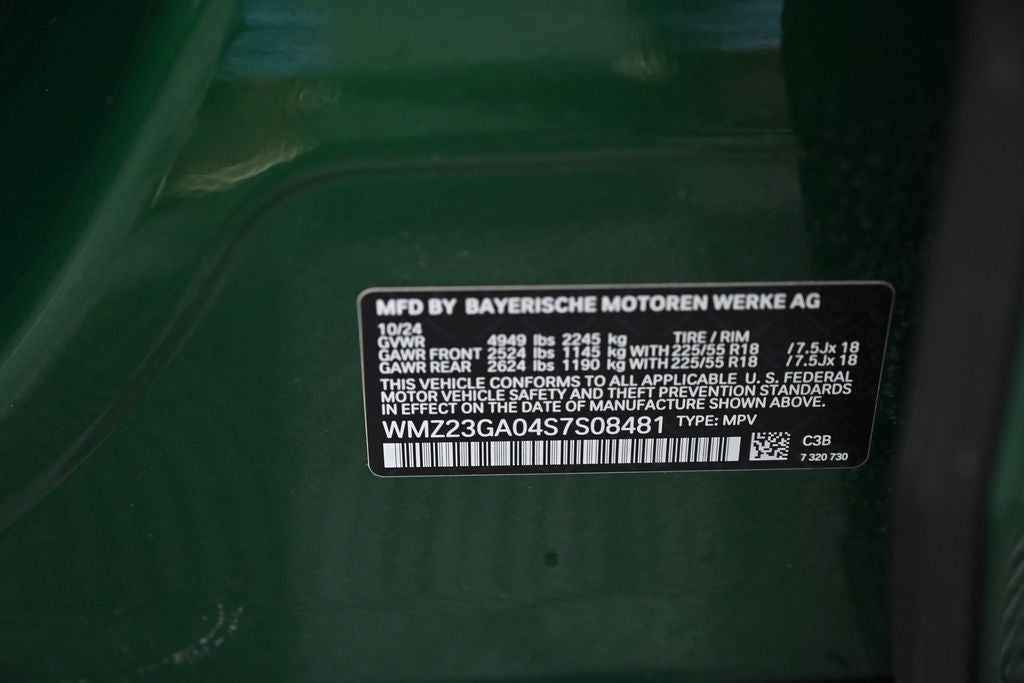 MFD BY BAYERISCHE MOTOREN WERKE AG
10/24
GVWR 4949 lbs 2245 kg TIRE / RIM
GAWR FRONT 2524 lbs 1145 kg WITH 225/55 R18 /7.5Jx 18
GAWR REAR 2624 lbs 1190 kg WITH 225/55 R18 /7.5Jx 18
THIS VEHICLE CONFORMS TO ALL APPLICABLE U. S. FEDERAL
MOTOR VEHICLE SAFETY AND THEFT PREVENTION STANDARDS
IN EFFECT ON THE DATE OF MANUFACTURE SHOWN ABOVE.
WMZ23GA04S7S08481 TYPE: MPV
C3B
7 320 730